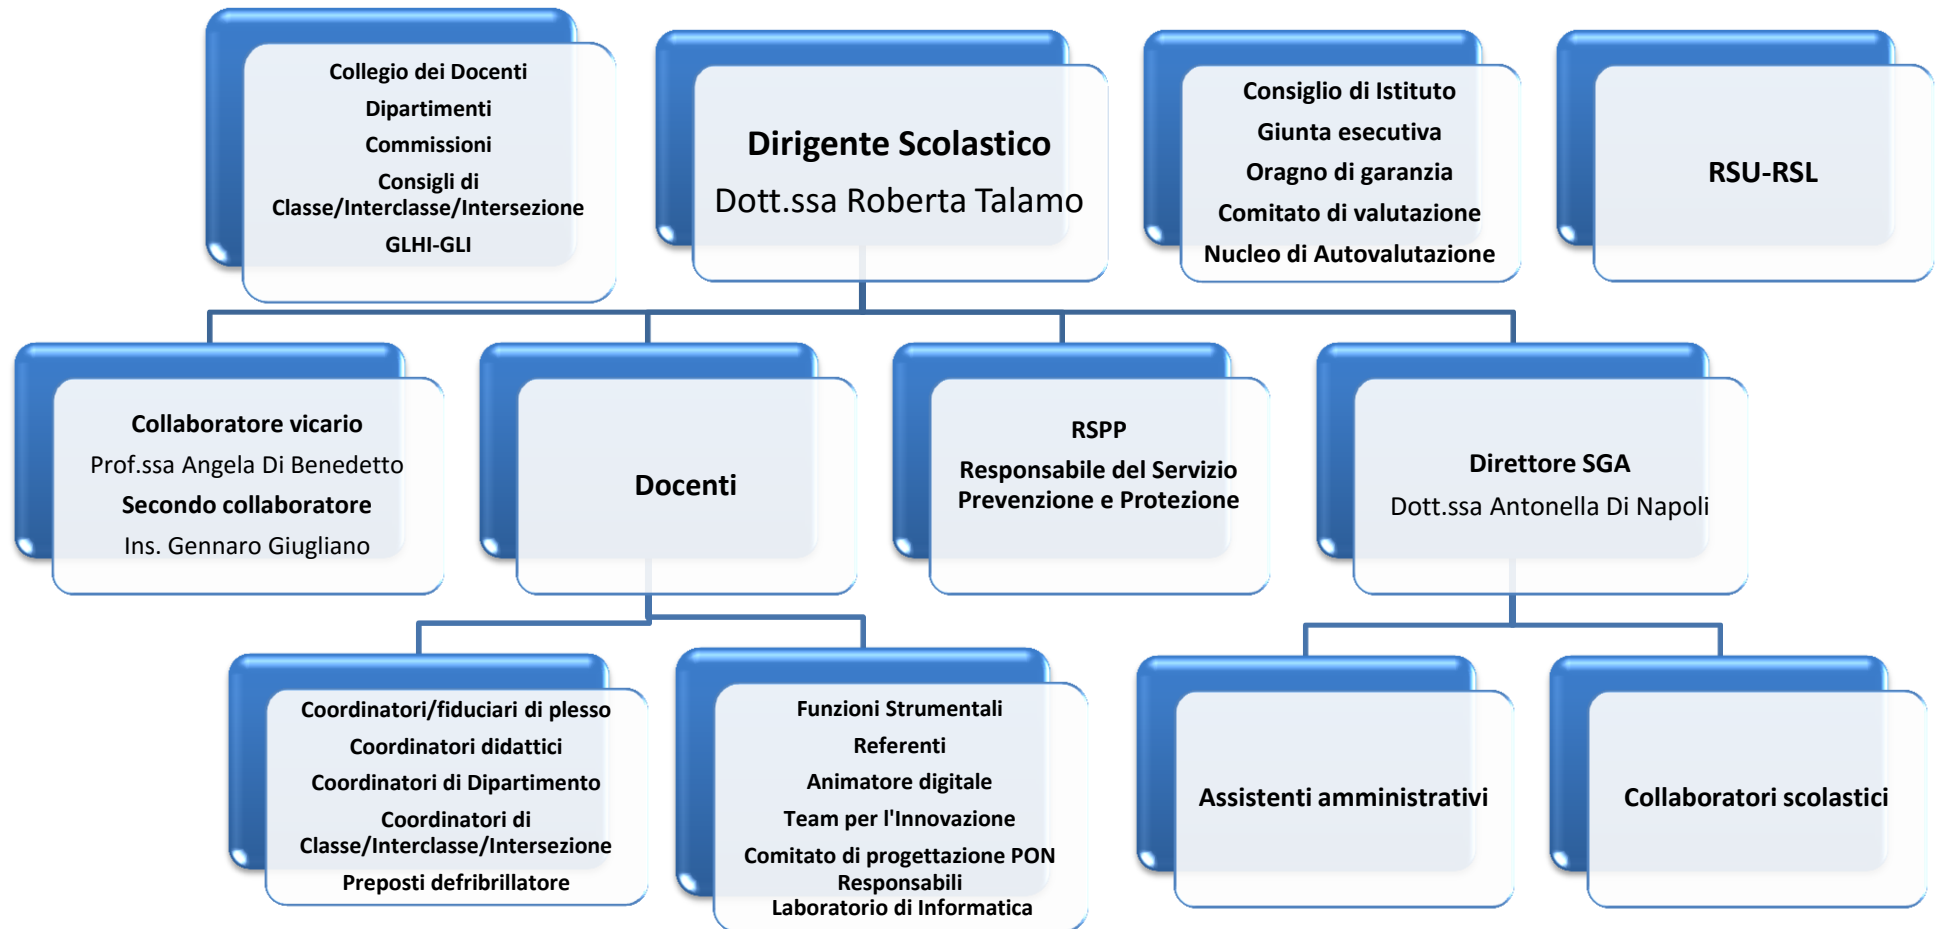 Collegio dei Docenti
Dipartimenti
Commissioni
Consigli di
Classe/Interclasse/Intersezione
GLHI-GLI
Dirigente Scolastico
Dott.ssa Roberta Talamo
Consiglio di Istituto
Giunta esecutiva
Oragno di garanzia
Comitato di valutazione
Nucleo di Autovalutazione
RSU-RSL
Collaboratore vicario
Prof.ssa Angela Di Benedetto
Secondo collaboratore
Ins. Gennaro Giugliano
Docenti
RSPP
Responsabile del Servizio
Prevenzione e Protezione
Direttore SGA
Dott.ssa Antonella Di Napoli
Coordinatori/fiduciari di plesso
Coordinatori didattici
Coordinatori di Dipartimento
Coordinatori di
Classe/Interclasse/Intersezione
Preposti defribrillatore
Funzioni Strumentali
Referenti
Animatore digitale
Team per l'Innovazione
Comitato di progettazione PON
Responsabili
Laboratorio di Informatica
Assistenti amministrativi
Collaboratori scolastici